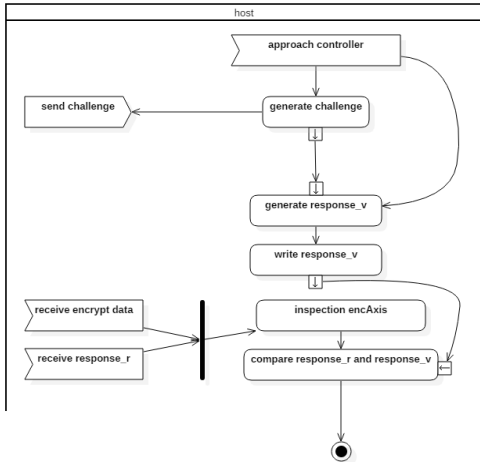 host
approach controller
send challenge
generate challenge
generate response_v
write response_v
receive encrypt data
inspection encAxis
receive response_r
compare response_r and response_v